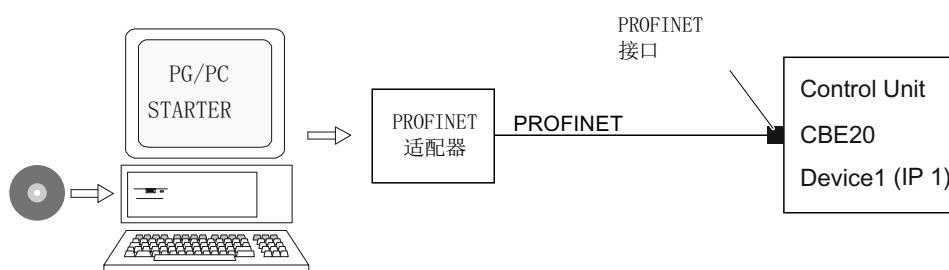 PG/PC
STARTER
PROFINET
适配器
PROFINET
PROFINET
接口
Control Unit
CBE20
Device1 (IP 1)